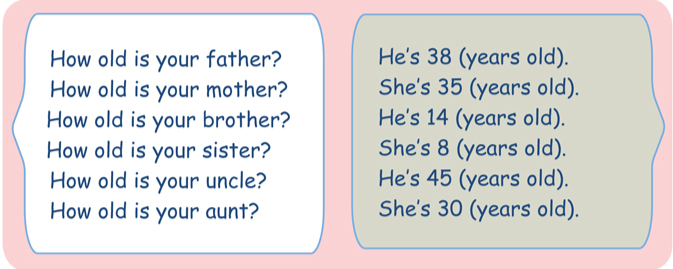 How old is your father?
How old is your mother?
How old is your brother?
How old is your sister?
How old is your uncle?
How old is your aunt?
He's 38 (years old).
She's 35 (years old).
He's 14 (years old).
She's 8 (years old).
He's 45 (years old).
She's 30 (years old).